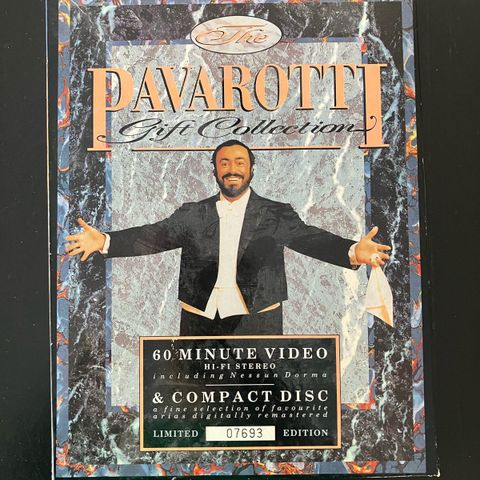 The
PAVAROTTI
Gift Collection
60 MINUTE VIDEO
HI-FI STEREO
including Nessun Dorma
& COMPACT DISC
a fine selection of favourite
arias digitally remastered
LIMITED 07693 EDITION